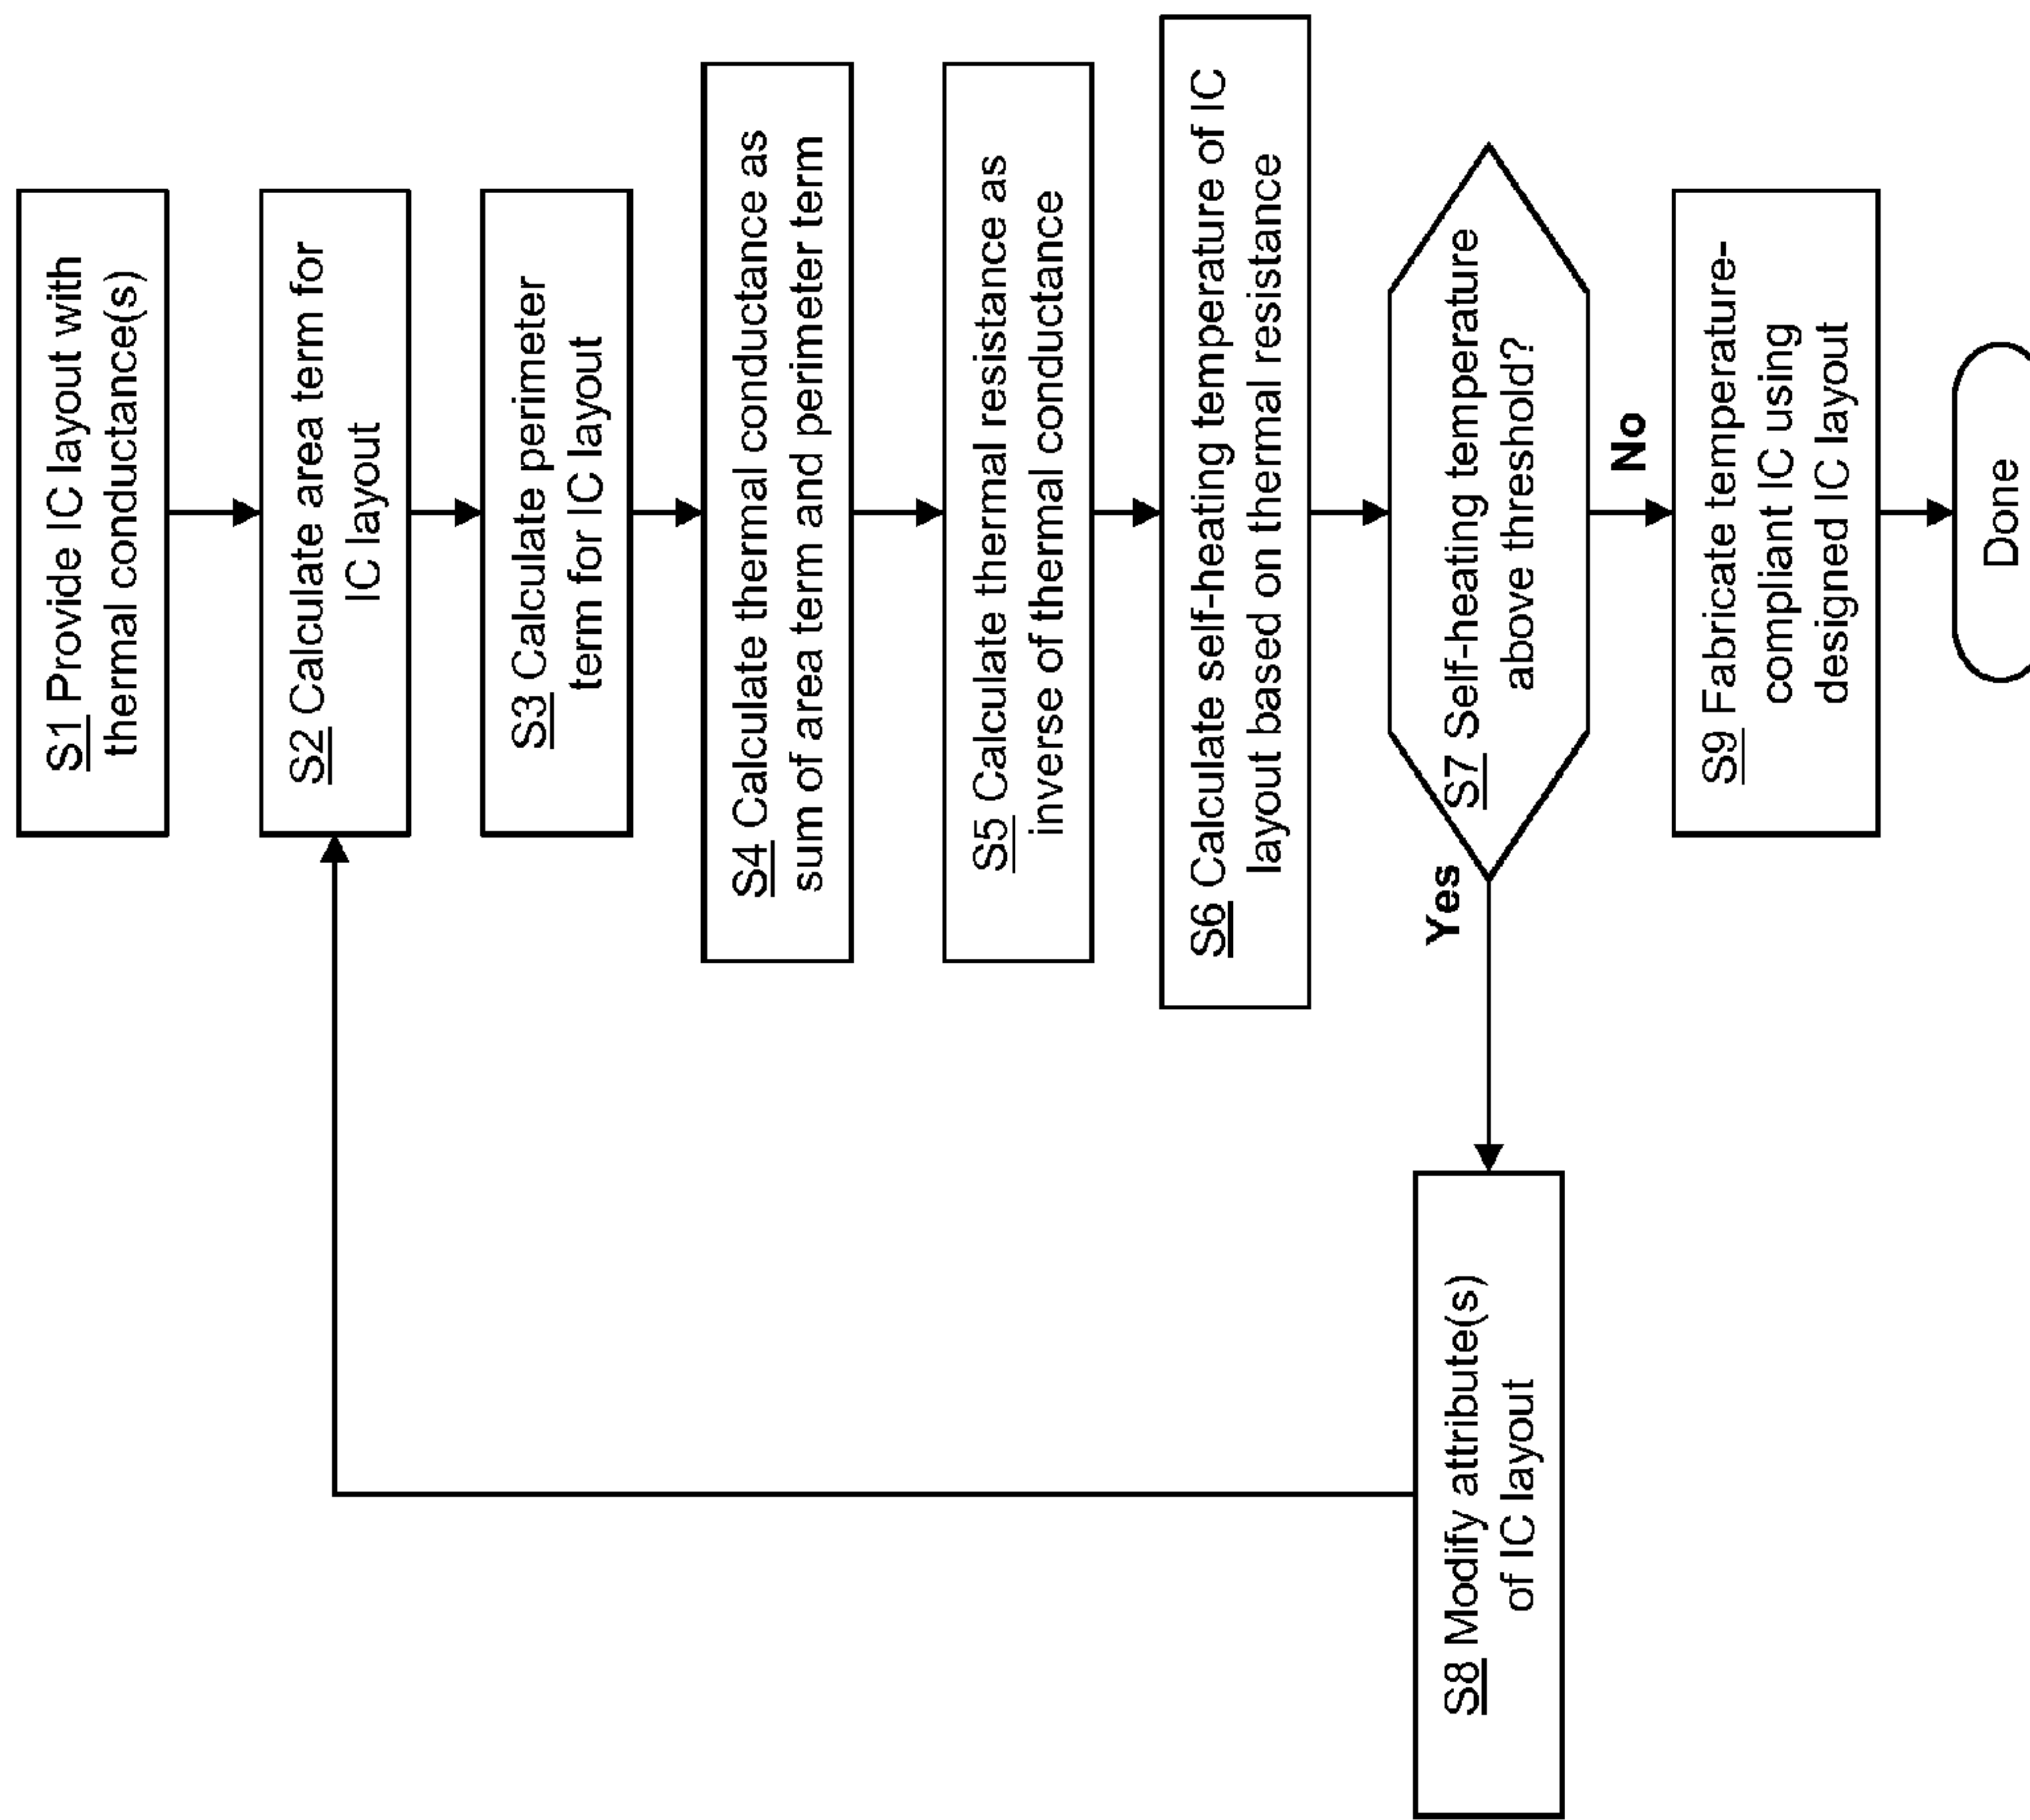 S1 Provide IC layout with
thermal conductance(s)
S2 Calculate area term for
IC layout
S3 Calculate perimeter
term for IC layout
S4 Calculate thermal conductance as
sum of area term and perimeter term
S5 Calculate thermal resistance as
inverse of thermal conductance
S6 Calculate self-heating temperature of IC
layout based on thermal resistance
S7 Self-heating temperature
above threshold?
Yes
No
S8 Modify attribute(s)
of IC layout
S9 Fabricate temperature-
compliant IC using
designed IC layout
Done